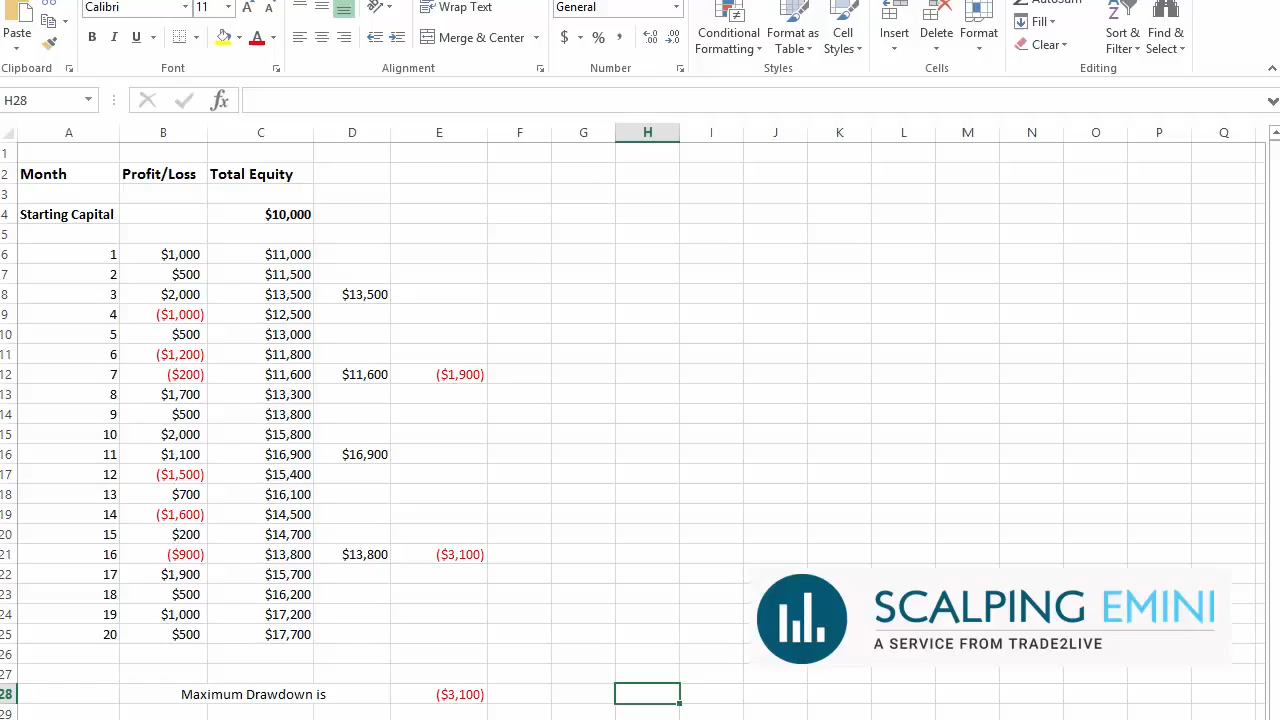 Calibri 11 A A Wrap Text General AutoSum
Paste B I U A Merge & Center $ % , .00 Conditional Formatting Format as Table Cell Styles Insert Delete Format Fill Clear Sort & Filter Find & Select
Clipboard Font Alignment Number Styles Cells Editing
H28 fx
A B C D E F G H I J K L M N O P Q
1
2 Month Profit/Loss Total Equity
3
4 Starting Capital $10,000
5
6 1 $1,000 $11,000
7 2 $500 $11,500
8 3 $2,000 $13,500 $13,500
9 4 ($1,000) $12,500
10 5 $500 $13,000
11 6 ($1,200) $11,800
12 7 ($200) $11,600 $11,600 ($1,900)
13 8 $1,700 $13,300
14 9 $500 $13,800
15 10 $2,000 $15,800
16 11 $1,100 $16,900 $16,900
17 12 ($1,500) $15,400
18 13 $700 $16,100
19 14 ($1,600) $14,500
20 15 $200 $14,700
21 16 ($900) $13,800 $13,800 ($3,100)
22 17 $1,900 $15,700
23 18 $500 $16,200
24 19 $1,000 $17,200
25 20 $500 $17,700
26
27
28 Maximum Drawdown is ($3,100)
29
SCALPING EMINI
A SERVICE FROM TRADE2LIVE